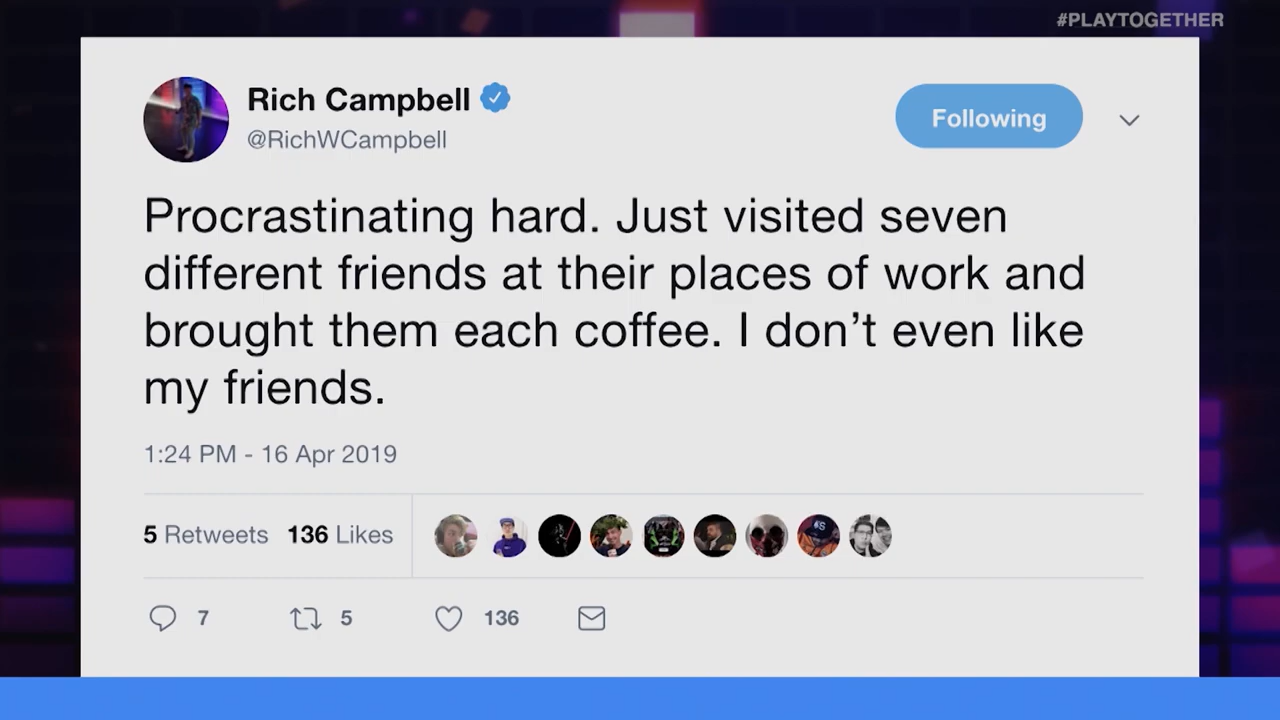 #PLAYTOGETHER
Rich Campbell
@RichWCampbell
Following
Procrastinating hard. Just visited seven
different friends at their places of work and
brought them each coffee. I don’t even like
my friends.
1:24 PM - 16 Apr 2019
5 Retweets 136 Likes
7 5 136